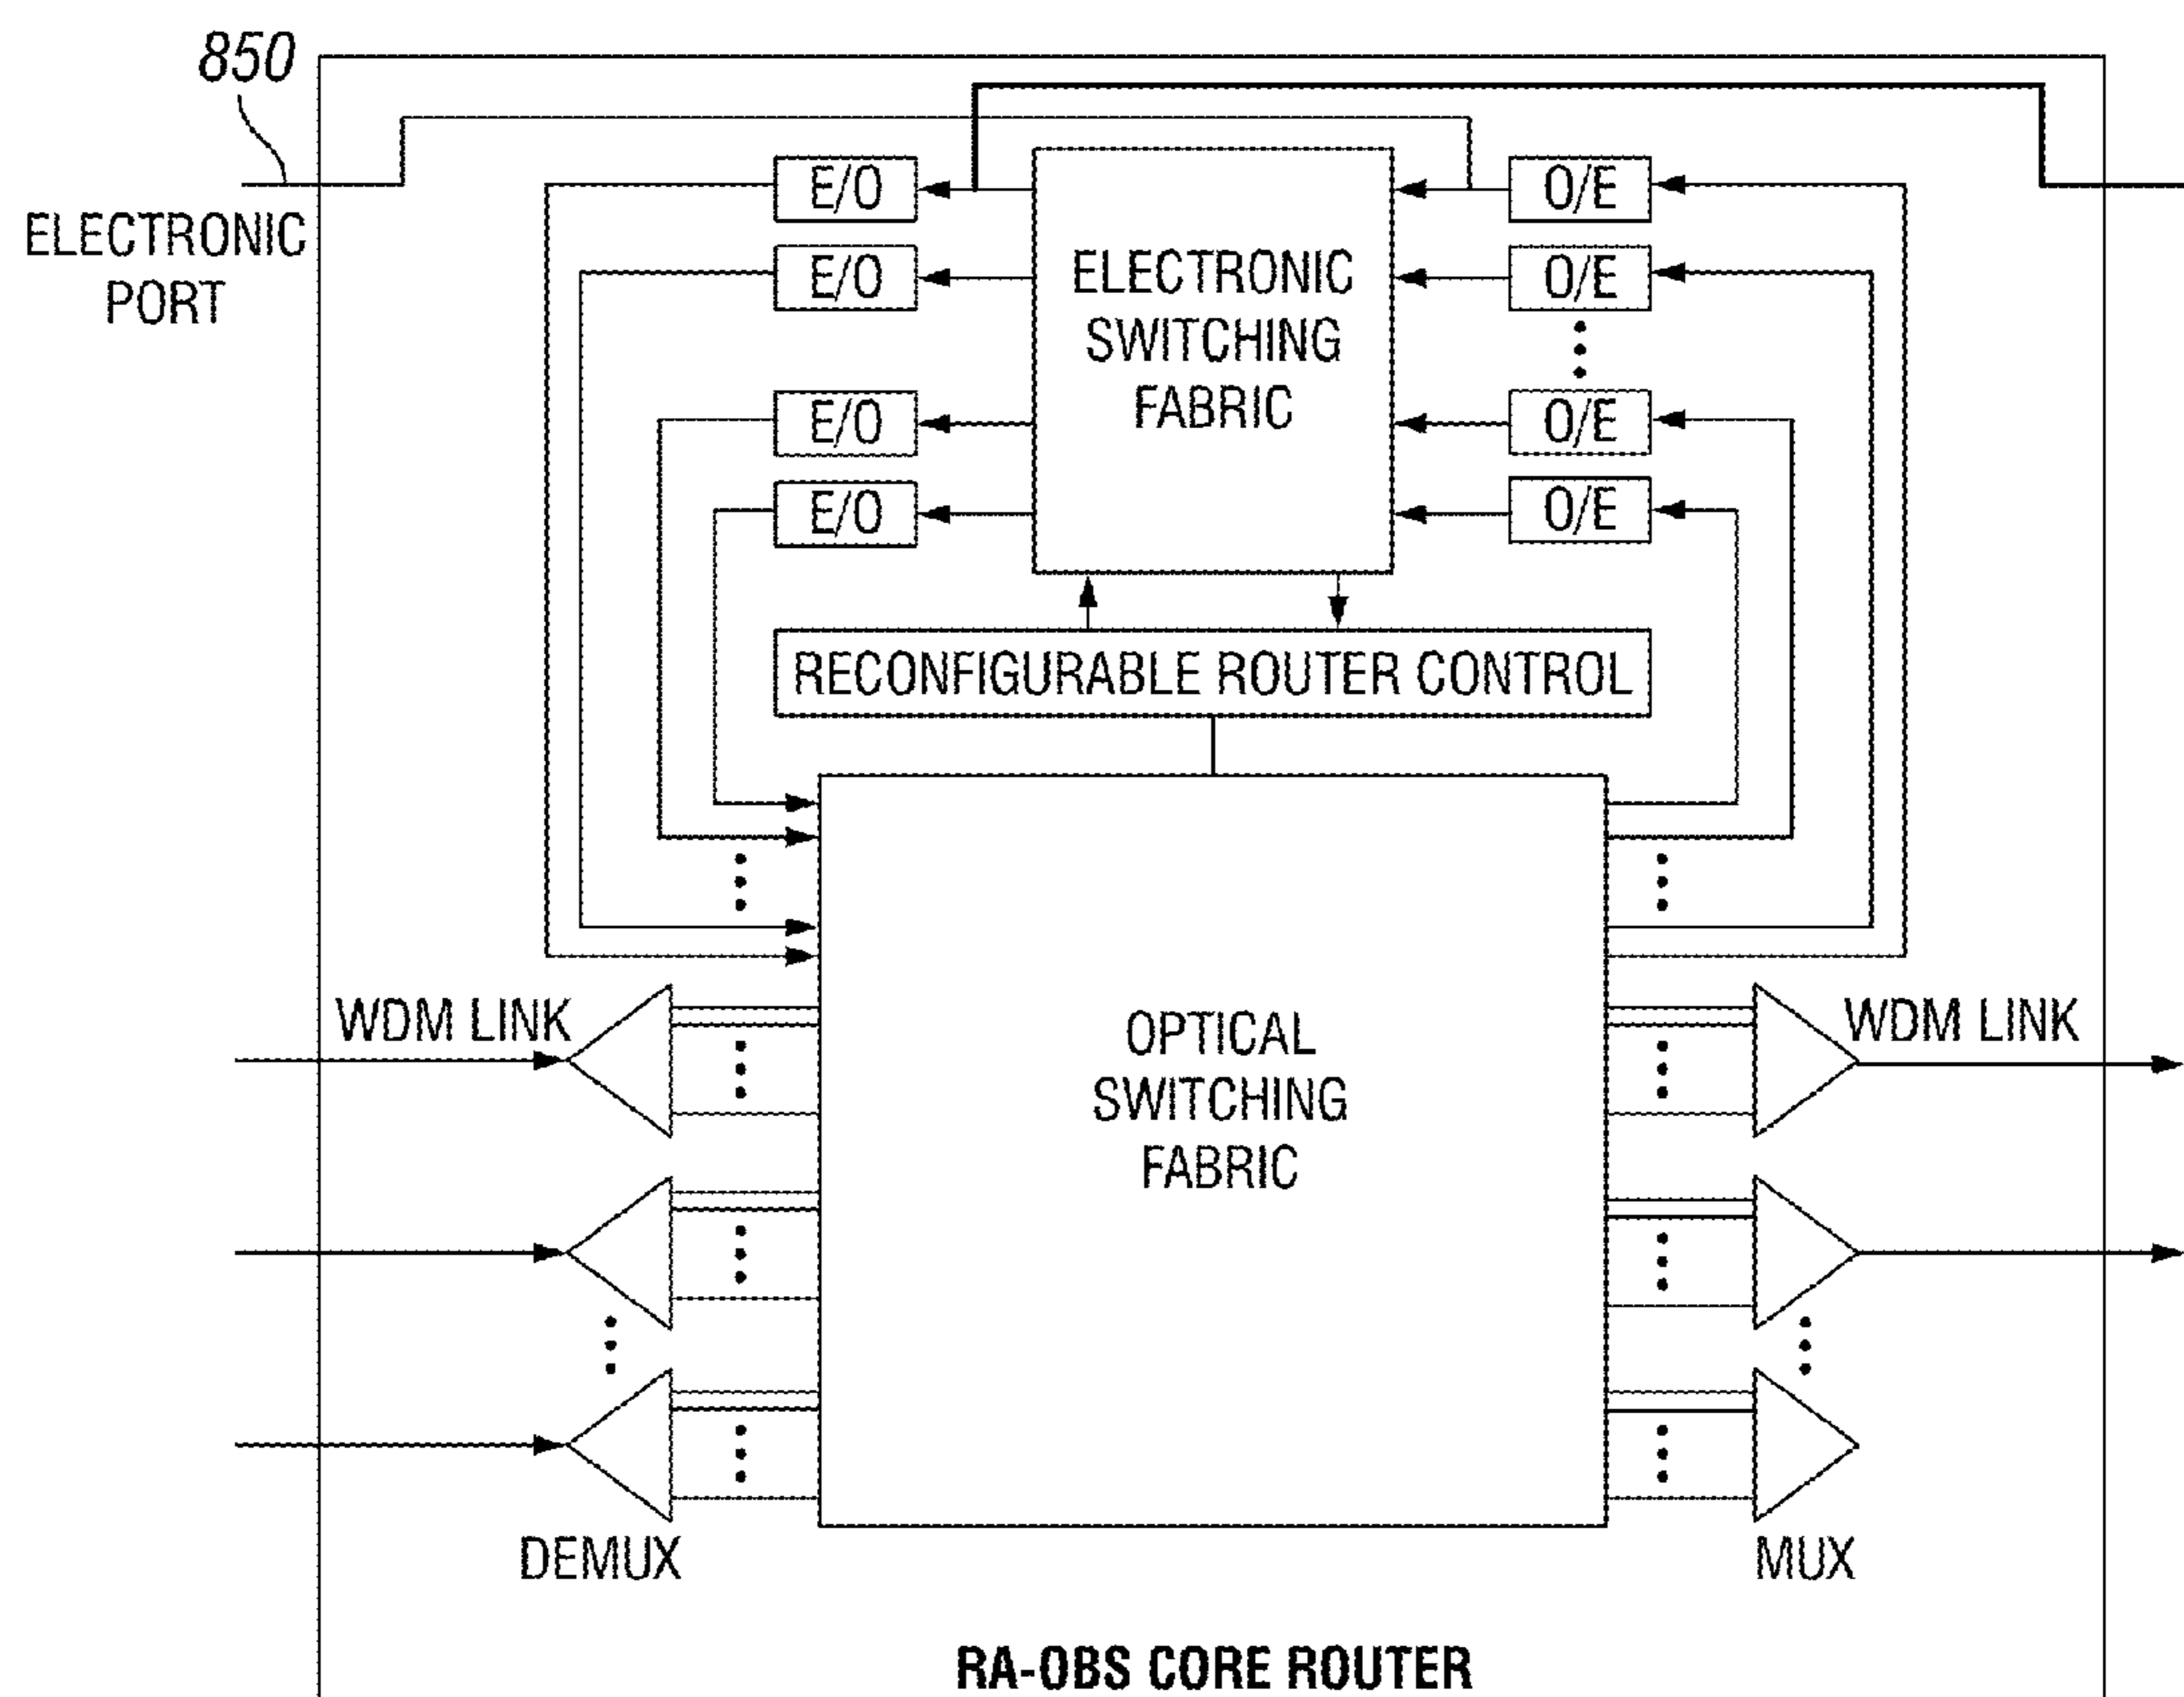 850
ELECTRONIC
PORT
E/O
O/E
E/O
O/E
ELECTRONIC
SWITCHING
FABRIC
E/O
O/E
E/O
O/E
RECONFIGURABLE ROUTER CONTROL
WDM LINK
WDM LINK
OPTICAL
SWITCHING
FABRIC
DEMUX
MUX
RA-OBS CORE ROUTER